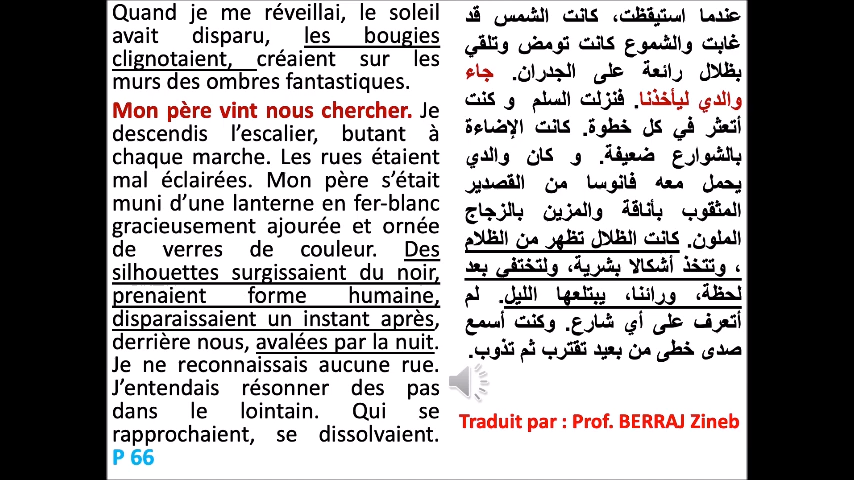 Quand je me réveillai, le soleil
avait disparu, les bougies
clignotaient, créaient sur les
murs des ombres fantastiques.
Mon père vint nous chercher. Je
descendis l’escalier, butant à
chaque marche. Les rues étaient
mal éclairées. Mon père s’était
muni d’une lanterne en fer-blanc
gracieusement ajourée et ornée
de verres de couleur. Des
silhouettes surgissaient du noir,
prenaient forme humaine,
disparaissaient un instant après,
derrière nous, avalées par la nuit.
Je ne reconnaissais aucune rue.
J’entendais résonner des pas
dans le lointain. Qui se
rapprochaient, se dissolvaient.
P 66
عندما استيقظت، كانت الشمس قد
غابت والشموع كانت تومض وتلقي
بظلال رائعة على الجدران. جاء
والدي ليأخذنا. فنزلت السلم و كنت
أتعثر في كل خطوة. كانت الإضاءة
بالشوارع ضعيفة. و كان والدي
يحمل معه فانوسا من القصدير
المثقوب بأناقة والمزين بالزجاج
الملون. كانت الظلال تظهر من الظلام
، وتتخذ أشكالا بشرية، ولتختفي بعد
لحظة، ورائنا، يبتلعها الليل. لم
أتعرف على أي شارع. وكنت أسمع
صدى خطى من بعيد تقترب ثم تذوب.
Traduit par : Prof. BERRAJ Zineb